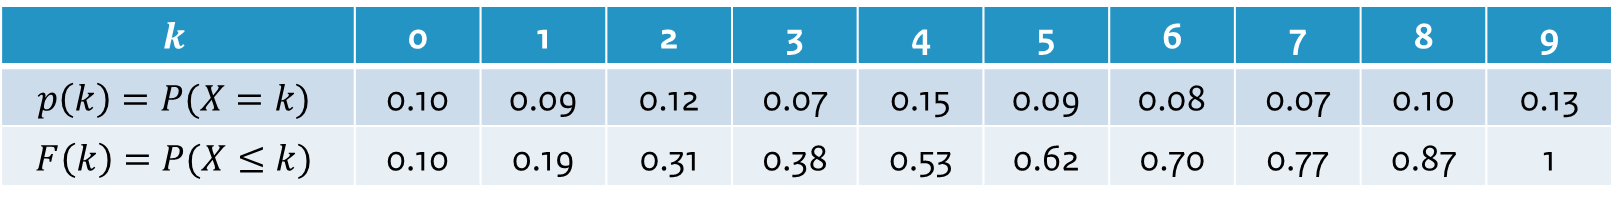 k 0 1 2 3 4 5 6 7 8 9
p(k) = P(X = k) 0.10 0.09 0.12 0.07 0.15 0.09 0.08 0.07 0.10 0.13
F(k) = P(X ≤ k) 0.10 0.19 0.31 0.38 0.53 0.62 0.70 0.77 0.87 1